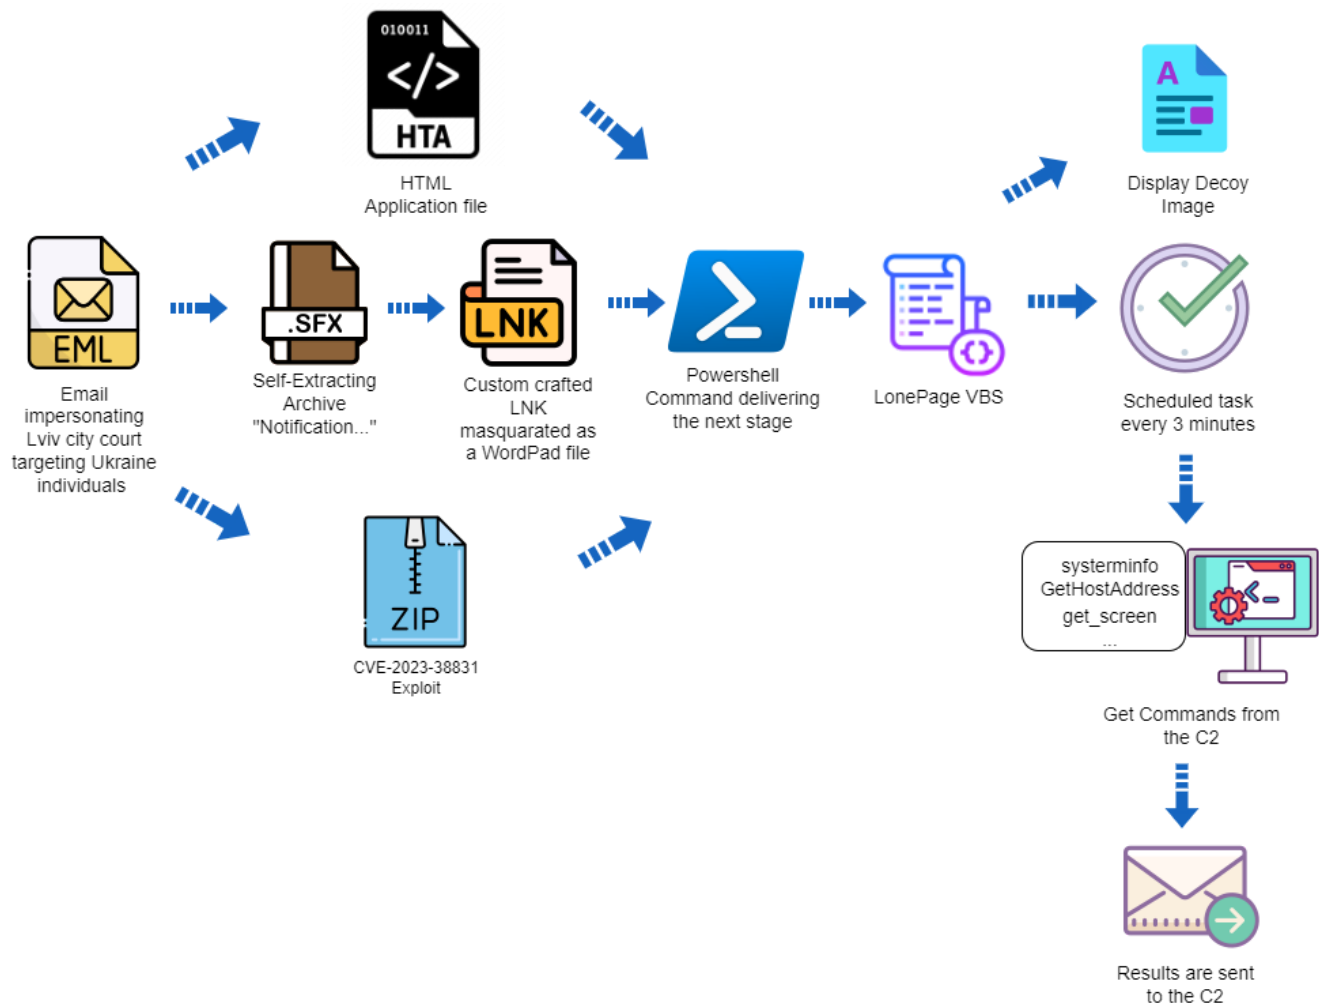 010011
</>
HTA
HTML
Application file
A
Display Decoy
Image
EML
Email
impersonating
Lviv city court
targeting Ukraine
individuals
.SFX
Self-Extracting
Archive
"Notification..."
LNK
Custom crafted
LNK
masquarated as
a WordPad file
Powershell
Command delivering
the next stage
LonePage VBS
Scheduled task
every 3 minutes
ZIP
CVE-2023-38831
Exploit
systerminfo
GetHostAddress
get_screen
...
Get Commands from
the C2
Results are sent
to the C2